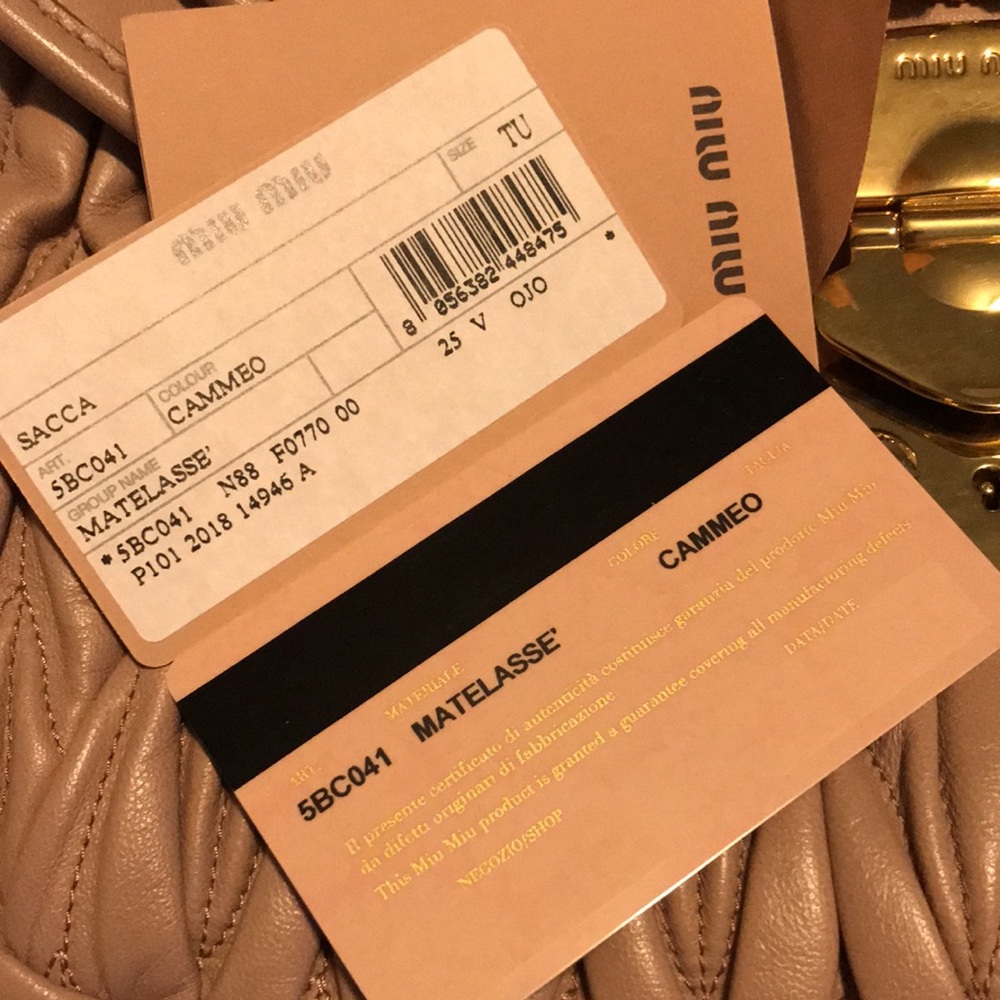 miu miu
SIZE TU
8 056382 448475
25 V OJO *
SACCA
ART. COLOUR
5BC041 CAMMEO
GROUP NAME
MATELASSE'
* 5BC041 N88 F0770 00
P101 2018 14946 A
miu miu
miu
TAGLIA
COLORE
CAMMEO
MATERIALE
MATELASSE'
ART.
5BC041
Il presente certificato di autenticità costituisce garanzia del prodotto Miu Miu
da difetti originari di fabbricazione
This Miu Miu product is granted a guarantee covering all manufacturing defects
NEGOZIO/SHOP DATA/DATE